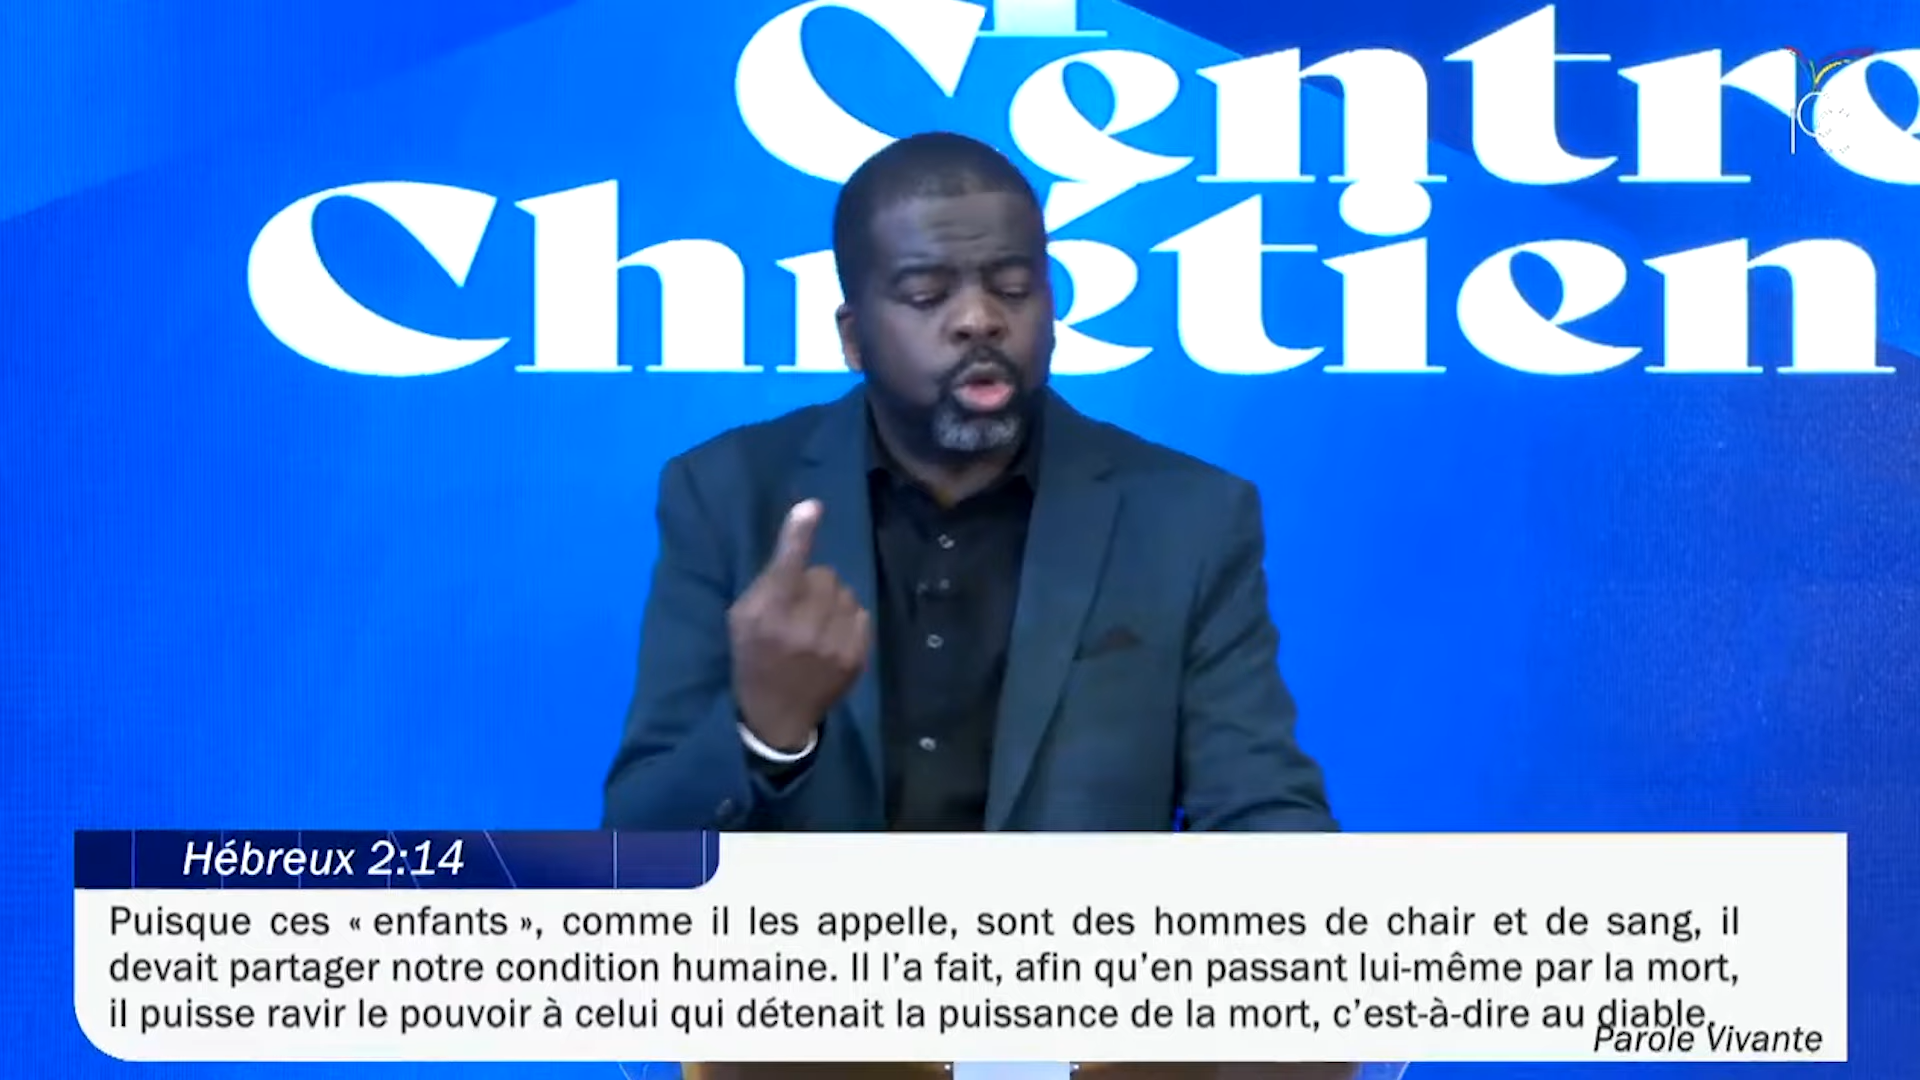 Centre
Chrétien
Hébreux 2:14
Puisque ces « enfants », comme il les appelle, sont des hommes de chair et de sang, il
devait partager notre condition humaine. Il l’a fait, afin qu’en passant lui-même par la mort,
il puisse ravir le pouvoir à celui qui détenait la puissance de la mort, c’est-à-dire au diable.
Parole Vivante